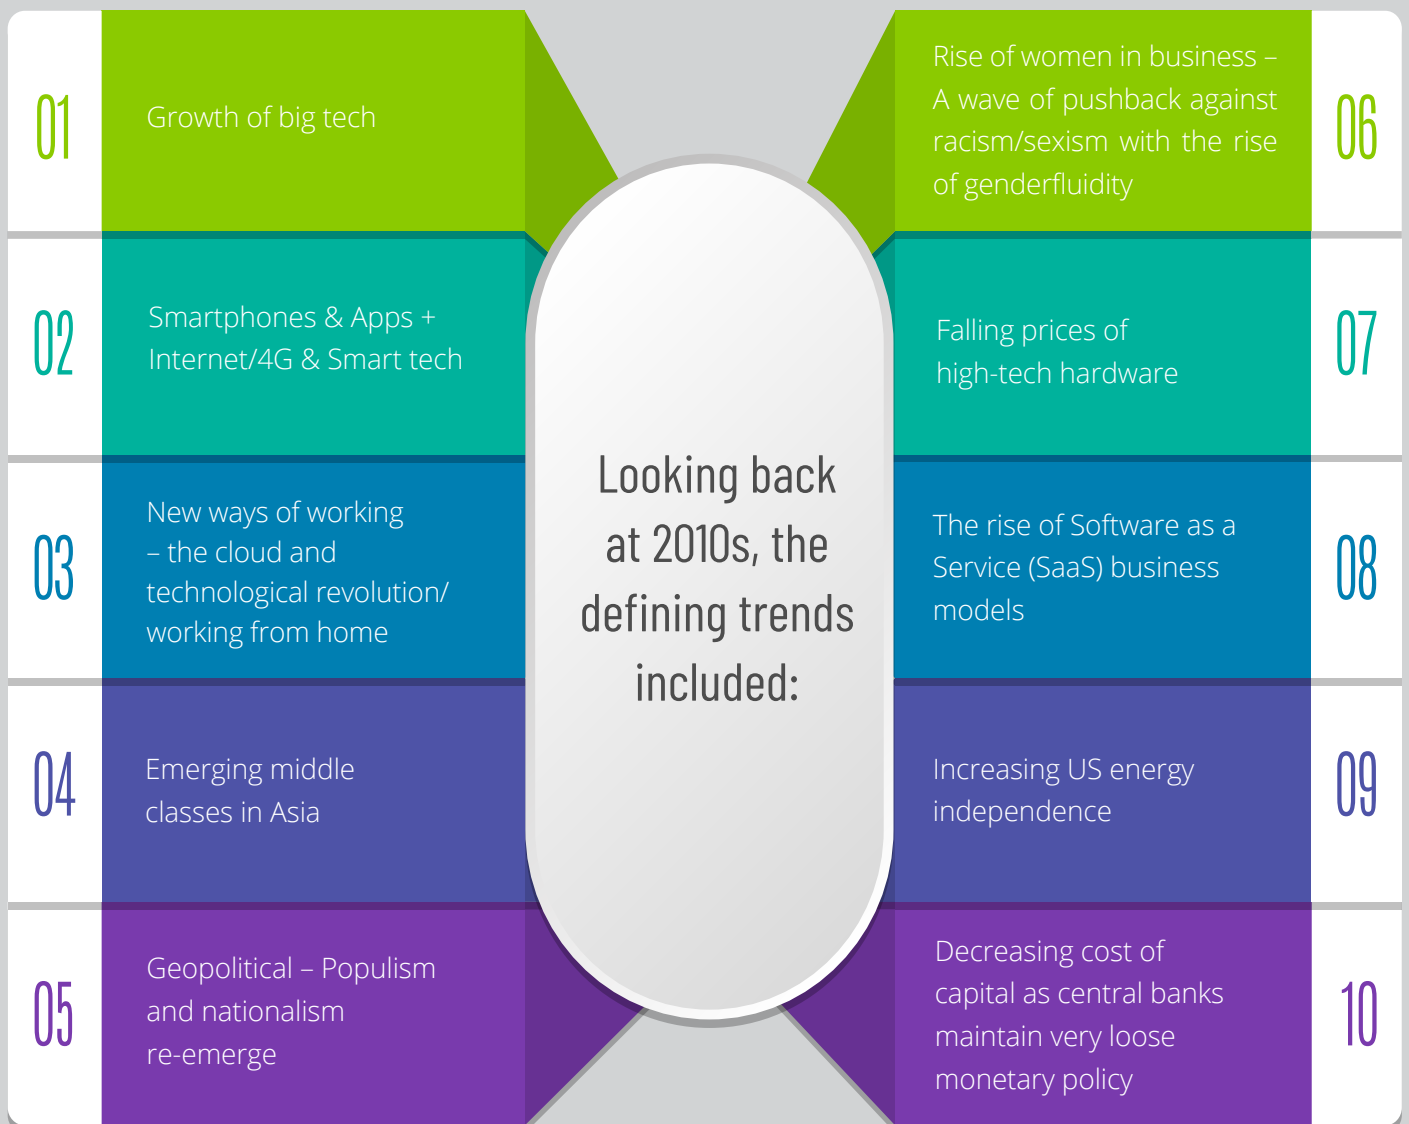 Looking back
at 2010s, the
defining trends
included:
01
Growth of big tech
02
Smartphones & Apps +
Internet/4G & Smart tech
03
New ways of working
– the cloud and
technological revolution/
working from home
04
Emerging middle
classes in Asia
05
Geopolitical – Populism
and nationalism
re-emerge
06
Rise of women in business –
A wave of pushback against
racism/sexism with the rise
of genderfluidity
07
Falling prices of
high-tech hardware
08
The rise of Software as a
Service (SaaS) business
models
09
Increasing US energy
independence
10
Decreasing cost of
capital as central banks
maintain very loose
monetary policy